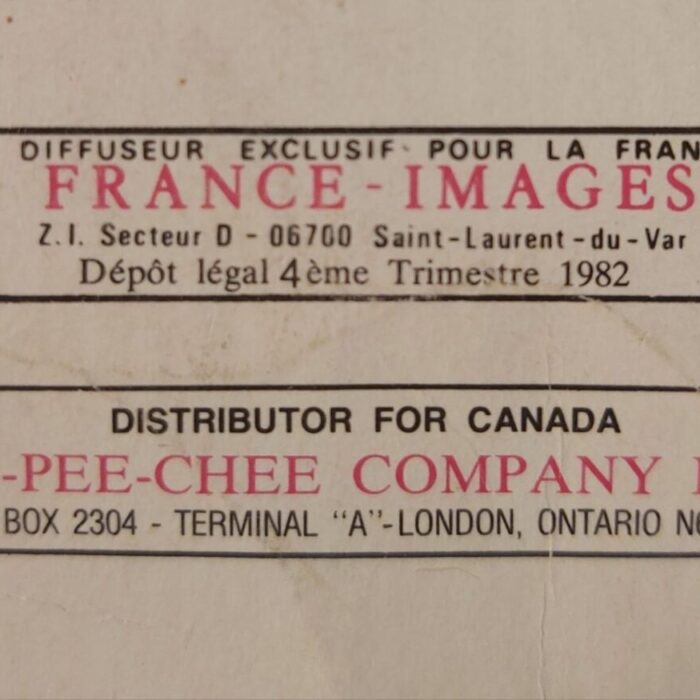 DIFFUSEUR EXCLUSIF POUR LA FRAN
FRANCE-IMAGES
Z.I. Secteur D - 06700 Saint-Laurent-du-Var
Dépôt légal 4ème Trimestre 1982
DISTRIBUTOR FOR CANADA
-PEE-CHEE COMPANY
BOX 2304 - TERMINAL "A"-LONDON, ONTARIO N